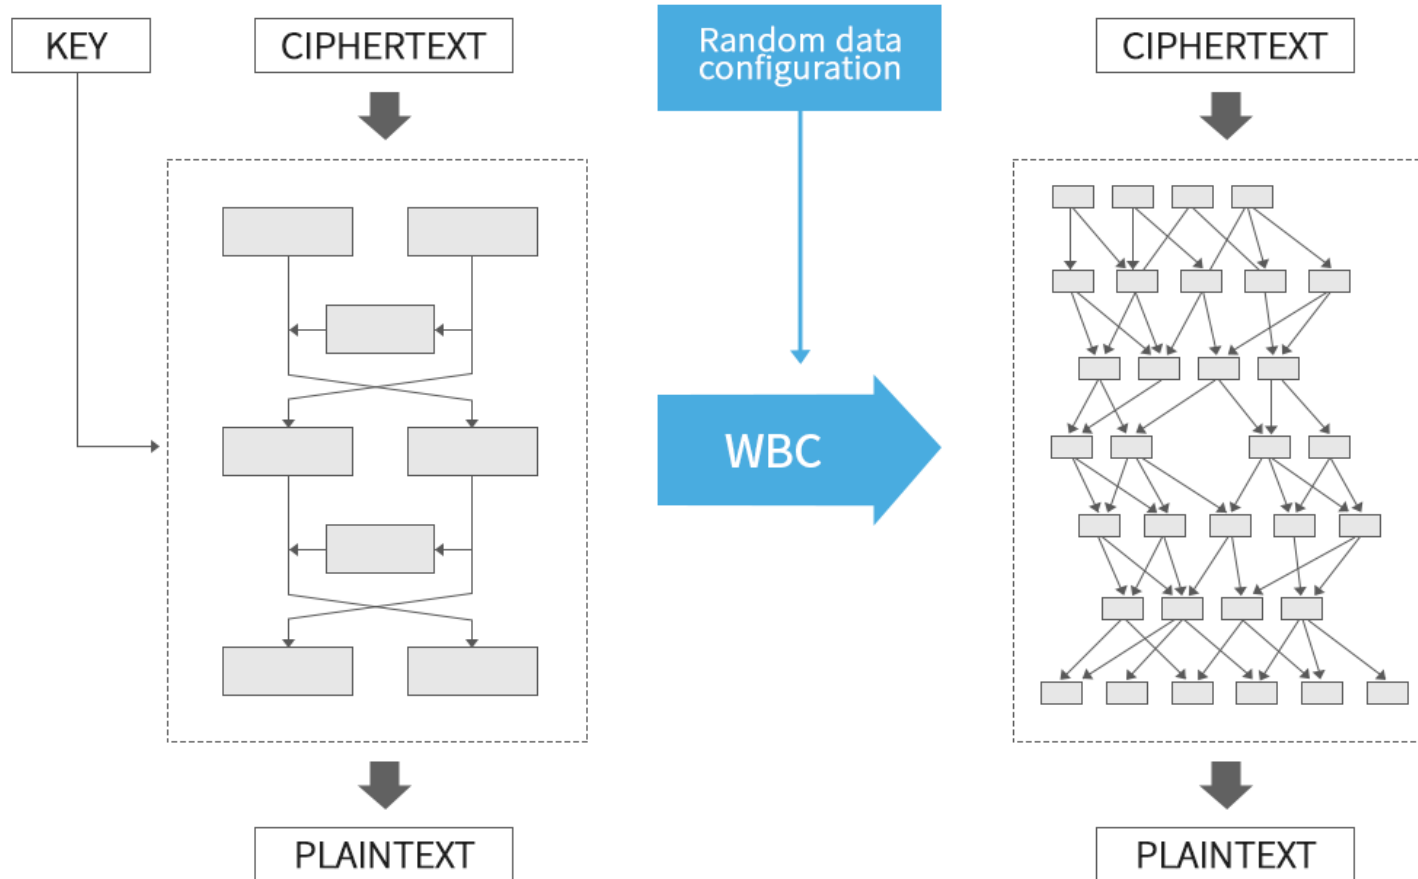 KEY
CIPHERTEXT
Random data
configuration
CIPHERTEXT
WBC
PLAINTEXT
PLAINTEXT